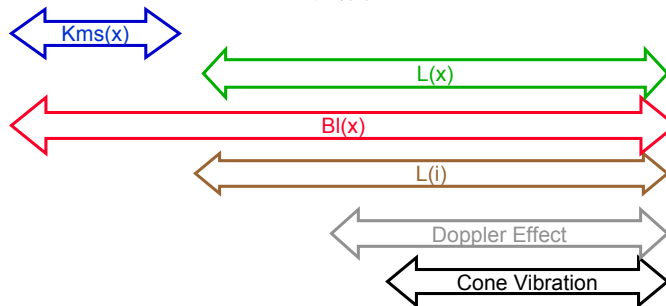 Kms(x)
L(x)
Bl(x)
L(i)
Doppler Effect
Cone Vibration